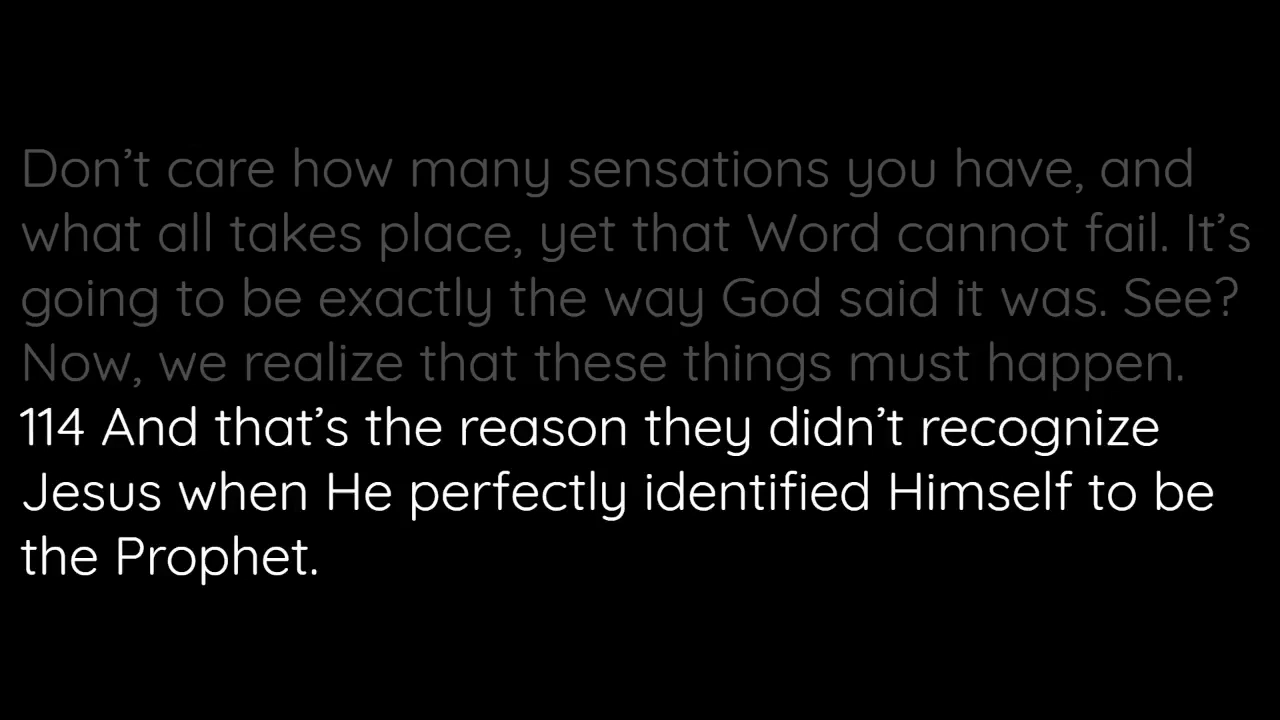 Don’t care how many sensations you have, and
what all takes place, yet that Word cannot fail. It’s
going to be exactly the way God said it was. See?
Now, we realize that these things must happen.
114 And that’s the reason they didn’t recognize
Jesus when He perfectly identified Himself to be
the Prophet.